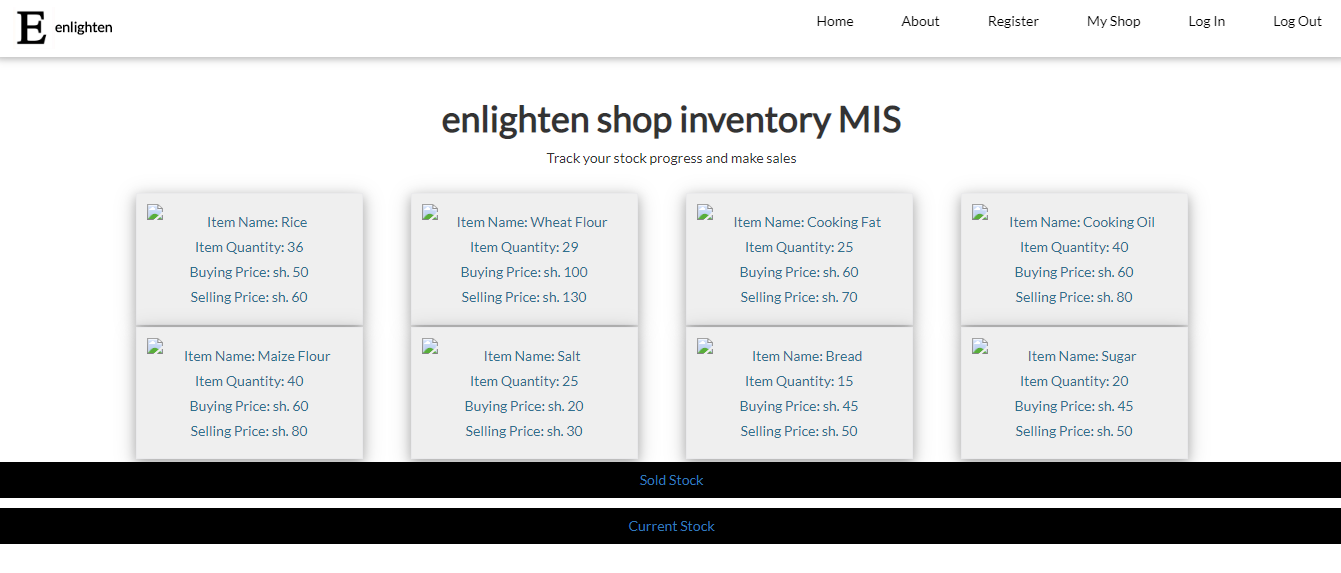 E enlighten
Home About Register My Shop Log In Log Out
enlighten shop inventory MIS
Track your stock progress and make sales
Item Name: Rice
Item Quantity: 36
Buying Price: sh. 50
Selling Price: sh. 60
Item Name: Wheat Flour
Item Quantity: 29
Buying Price: sh. 100
Selling Price: sh. 130
Item Name: Cooking Fat
Item Quantity: 25
Buying Price: sh. 60
Selling Price: sh. 70
Item Name: Cooking Oil
Item Quantity: 40
Buying Price: sh. 60
Selling Price: sh. 80
Item Name: Maize Flour
Item Quantity: 40
Buying Price: sh. 60
Selling Price: sh. 80
Item Name: Salt
Item Quantity: 25
Buying Price: sh. 20
Selling Price: sh. 30
Item Name: Bread
Item Quantity: 15
Buying Price: sh. 45
Selling Price: sh. 50
Item Name: Sugar
Item Quantity: 20
Buying Price: sh. 45
Selling Price: sh. 50
Sold Stock
Current Stock